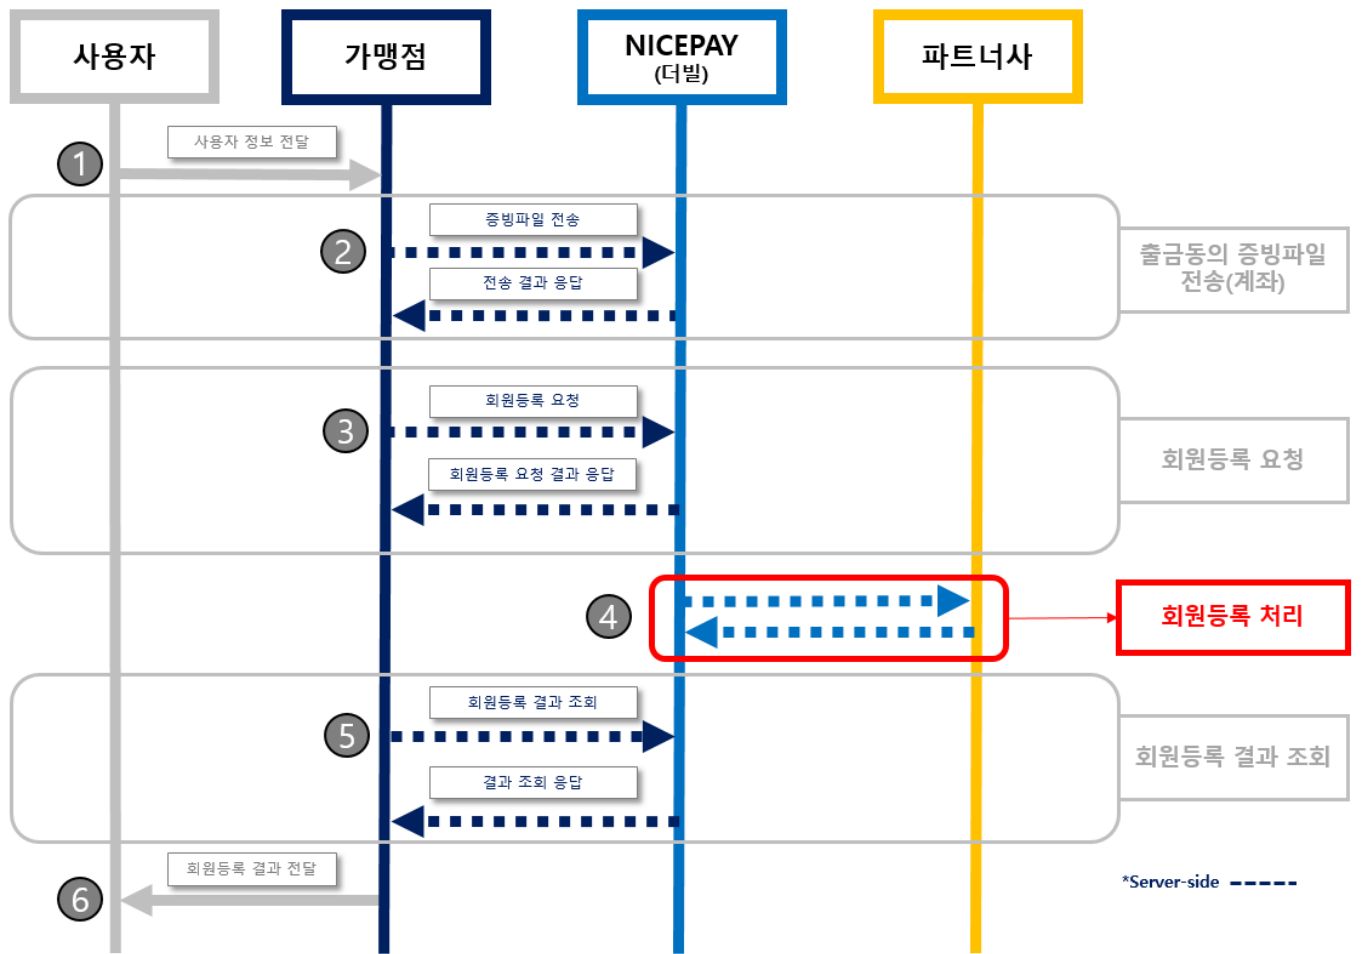 사용자
가맹점
NICEPAY
(더빌)
파트너사
1
사용자 정보 전달
2
증빙파일 전송
전송 결과 응답
출금동의 증빙파일
전송(계좌)
3
회원등록 요청
회원등록 요청 결과 응답
회원등록 요청
4
회원등록 처리
5
회원등록 결과 조회
결과 조회 응답
회원등록 결과 조회
6
회원등록 결과 전달
*Server-side